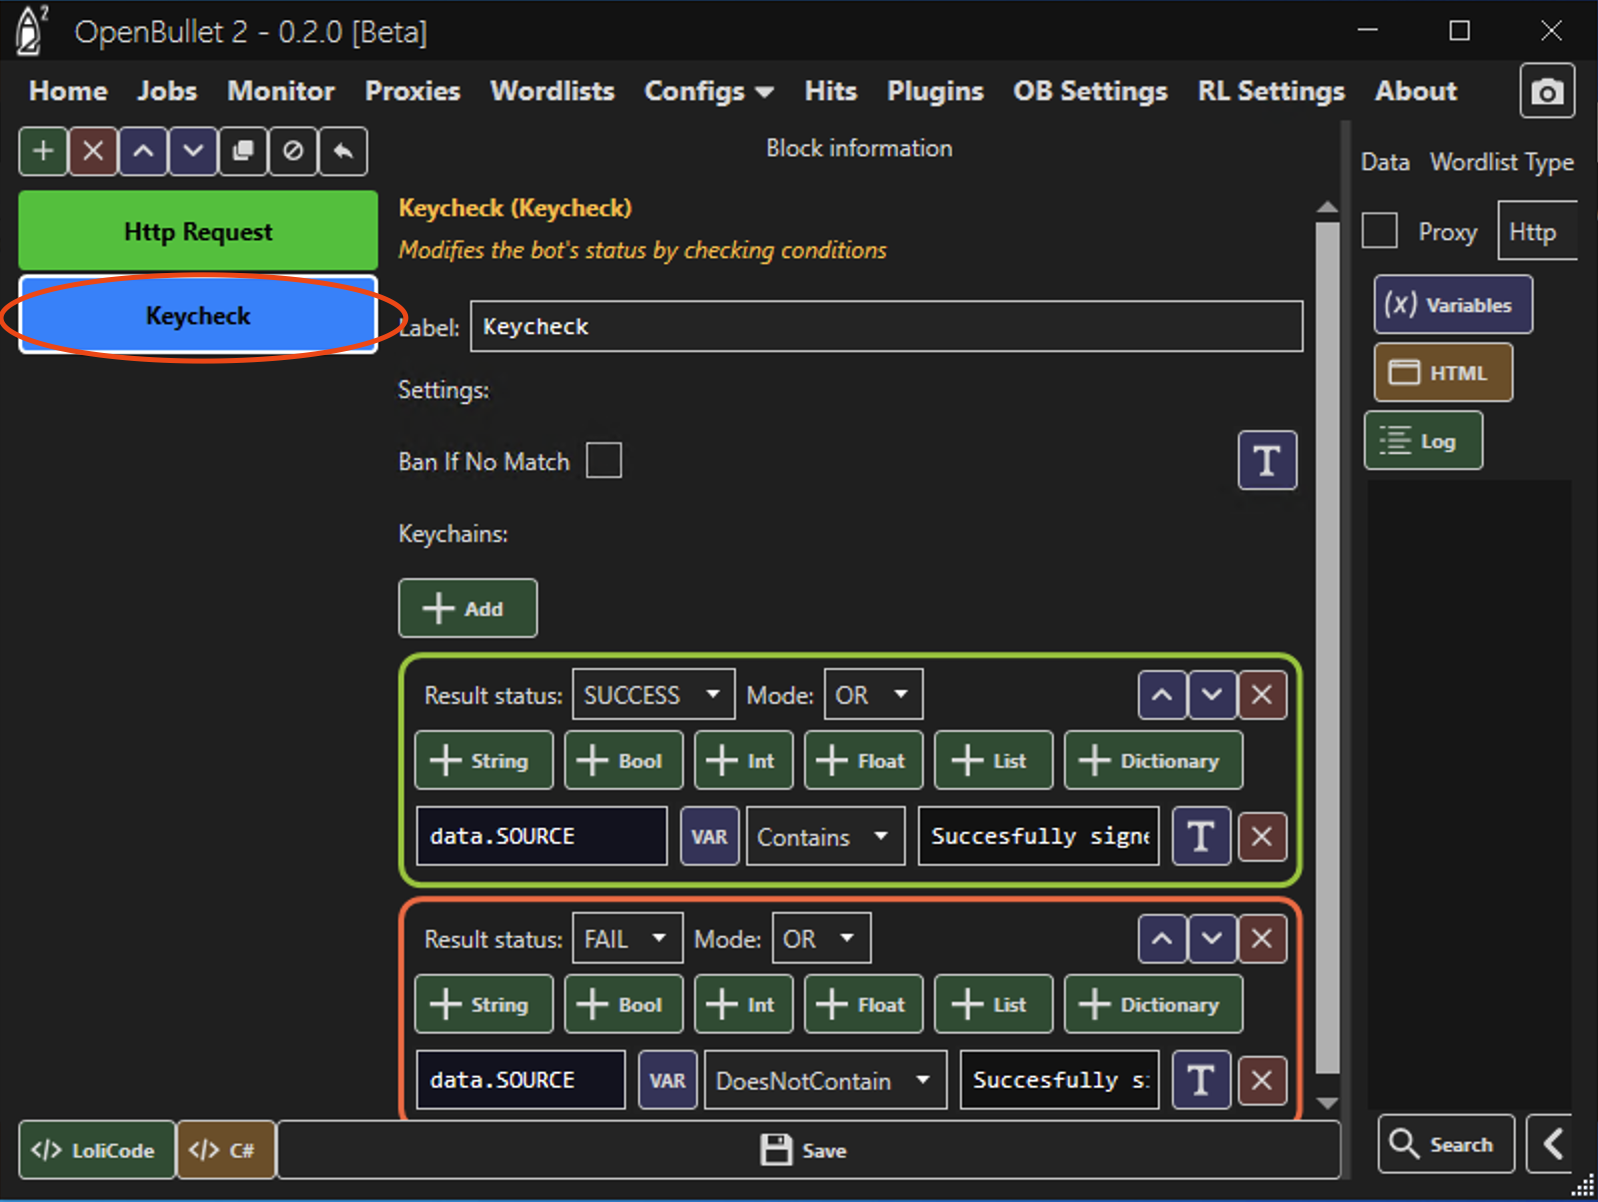 OpenBullet 2 - 0.2.0 [Beta]
Home Jobs Monitor Proxies Wordlists Configs Hits Plugins OB Settings RL Settings About
Block information
Data Wordlist Type
Http Request
Keycheck (Keycheck)
Modifies the bot's status by checking conditions
Proxy Http
Keycheck
Label: Keycheck
(x) Variables
HTML
Settings:
Log
Ban If No Match
T
Keychains:
Add
Result status: SUCCESS Mode: OR
String Bool Int Float List Dictionary
data.SOURCE VAR Contains Succesfully signe T
Result status: FAIL Mode: OR
String Bool Int Float List Dictionary
data.SOURCE VAR DoesNotContain Succesfully s T
</> LoliCode </> C# Save
Search